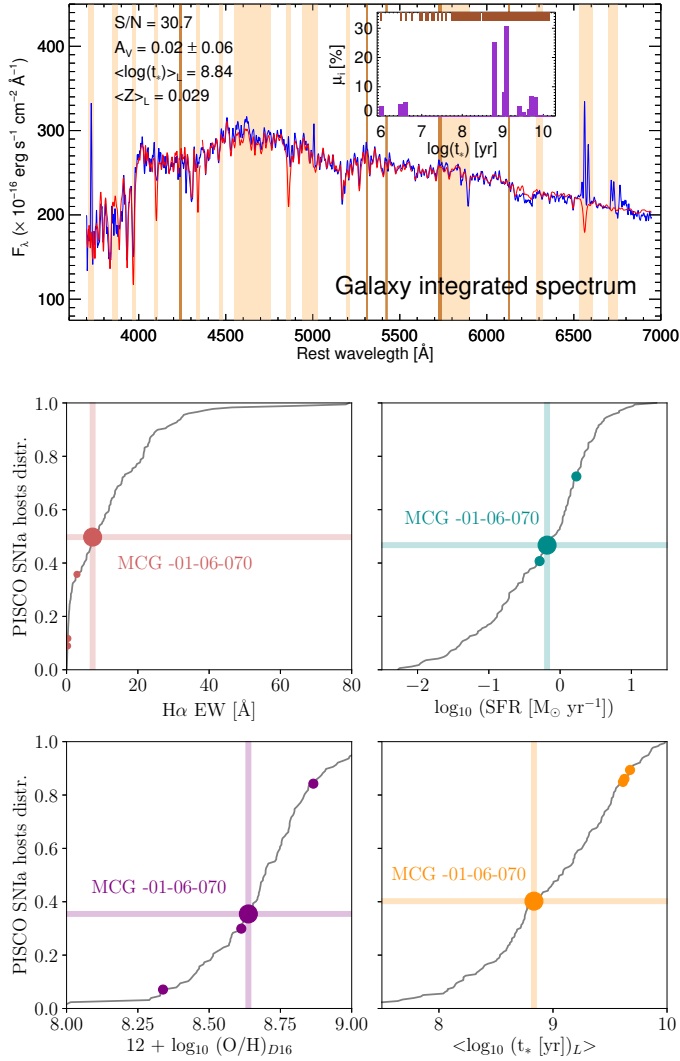 S/N = 30.7
A_V = 0.02 ± 0.06
<log(t_*)>_L = 8.84
<Z>_L = 0.029
μ_i [%]
30
20
10
0
6 7 8 9 10
log(t_*) [yr]
F_λ (× 10^-16 erg s^-1 cm^-2 Å^-1)
400
300
200
100
Galaxy integrated spectrum
4000 4500 5000 5500 6000 6500 7000
Rest wavelegth [Å]
PISCO SNIa hosts distr.
1.0
0.8
0.6
0.4
0.2
0.0
MCG -01-06-070
0 20 40 60 80
Hα EW [Å]
MCG -01-06-070
−2 −1 0 1
log_10 (SFR [M_⊙ yr^−1])
PISCO SNIa hosts distr.
1.0
0.8
0.6
0.4
0.2
0.0
MCG -01-06-070
8.00 8.25 8.50 8.75 9.00
12 + log_10 (O/H)_D16
MCG -01-06-070
8 9 10
<log_10 (t_* [yr])_L>